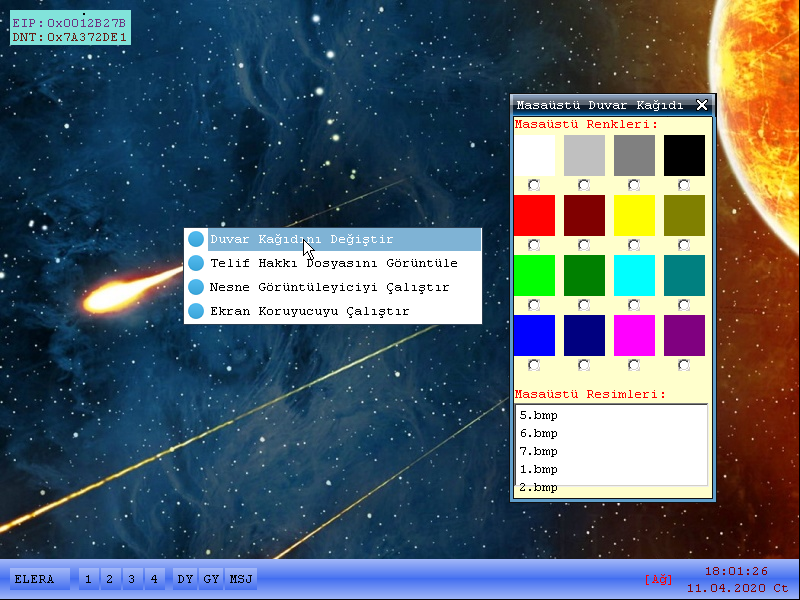 EIP:0x0012B27B
DNT:0x7A372DE1
Masaüstü Duvar Kağıdı
Masaüstü Renkleri:
Duvar Kağıdını Değiştir
Telif Hakkı Dosyasını Görüntüle
Nesne Görüntüleyiciyi Çalıştır
Ekran Koruyucuyu Çalıştır
Masaüstü Resimleri:
5.bmp
6.bmp
7.bmp
1.bmp
2.bmp
ELERA 1 2 3 4 DY GY MSJ [AĞ] 18:01:26
11.04.2020 Ct